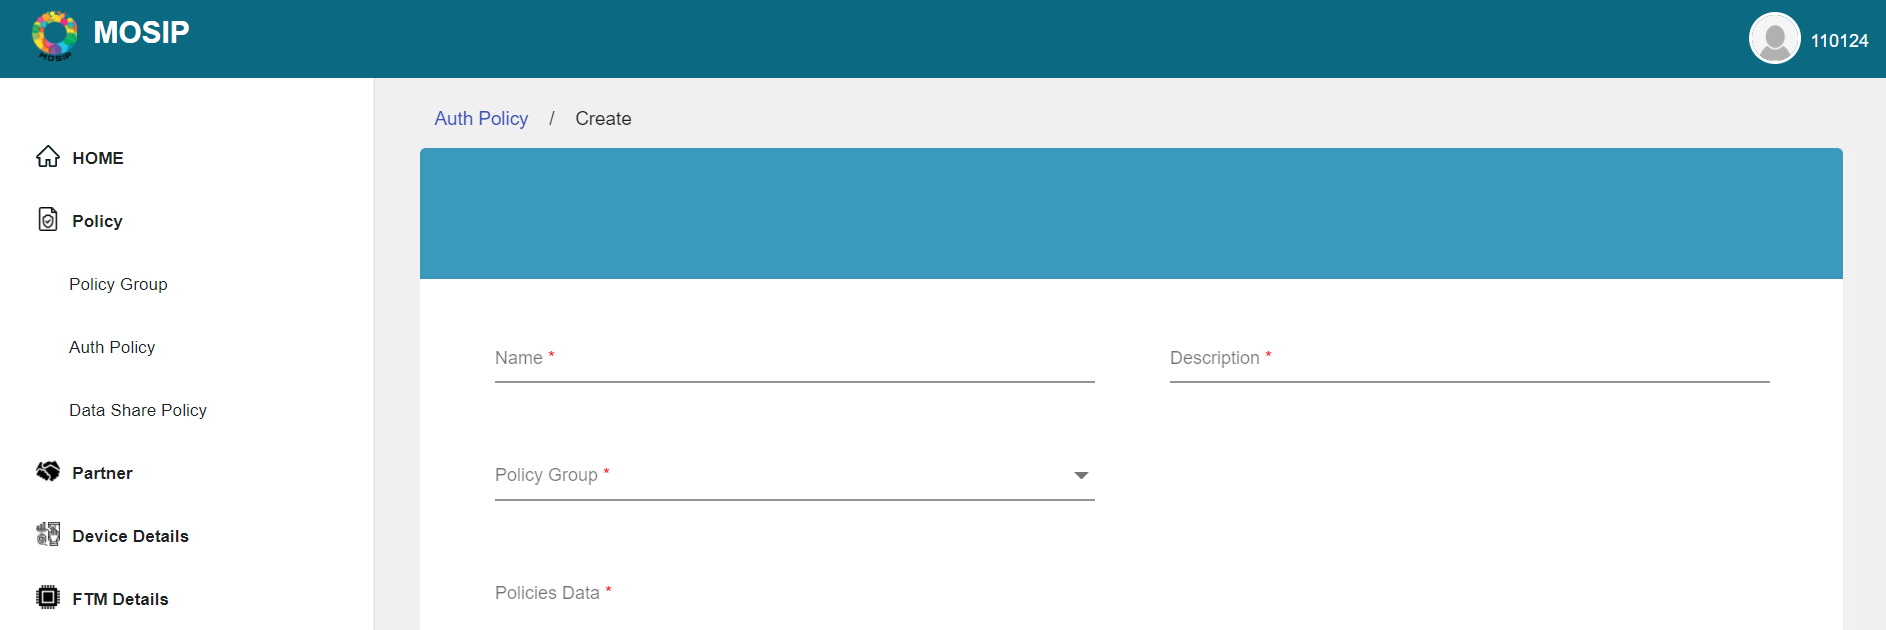 MOSIP
MOSIP
110124
Auth Policy / Create
HOME
Policy
Policy Group
Auth Policy
Data Share Policy
Partner
Device Details
FTM Details
Name *
Description *
Policy Group *
Policies Data *